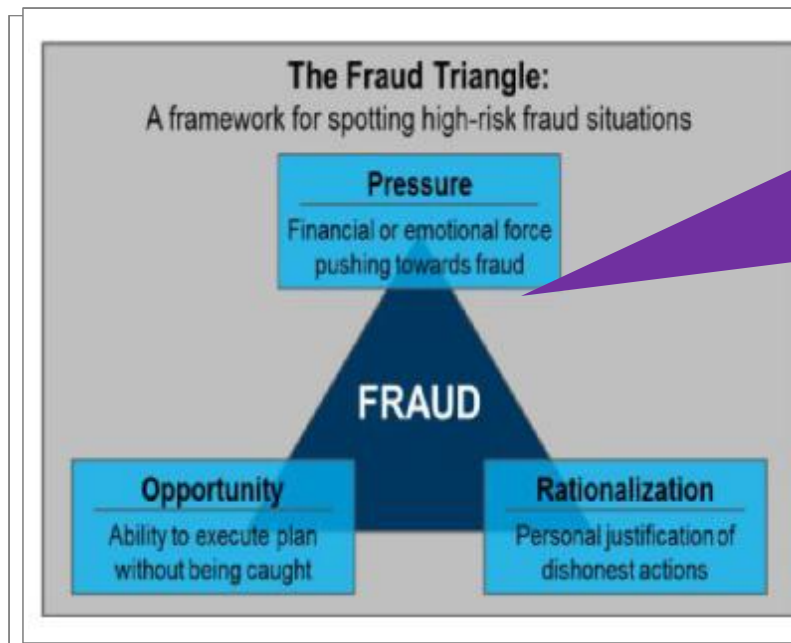 The Fraud Triangle:
A framework for spotting high-risk fraud situations
Pressure
Financial or emotional force
pushing towards fraud
FRAUD
Opportunity
Ability to execute plan
without being caught
Rationalization
Personal justification of
dishonest actions